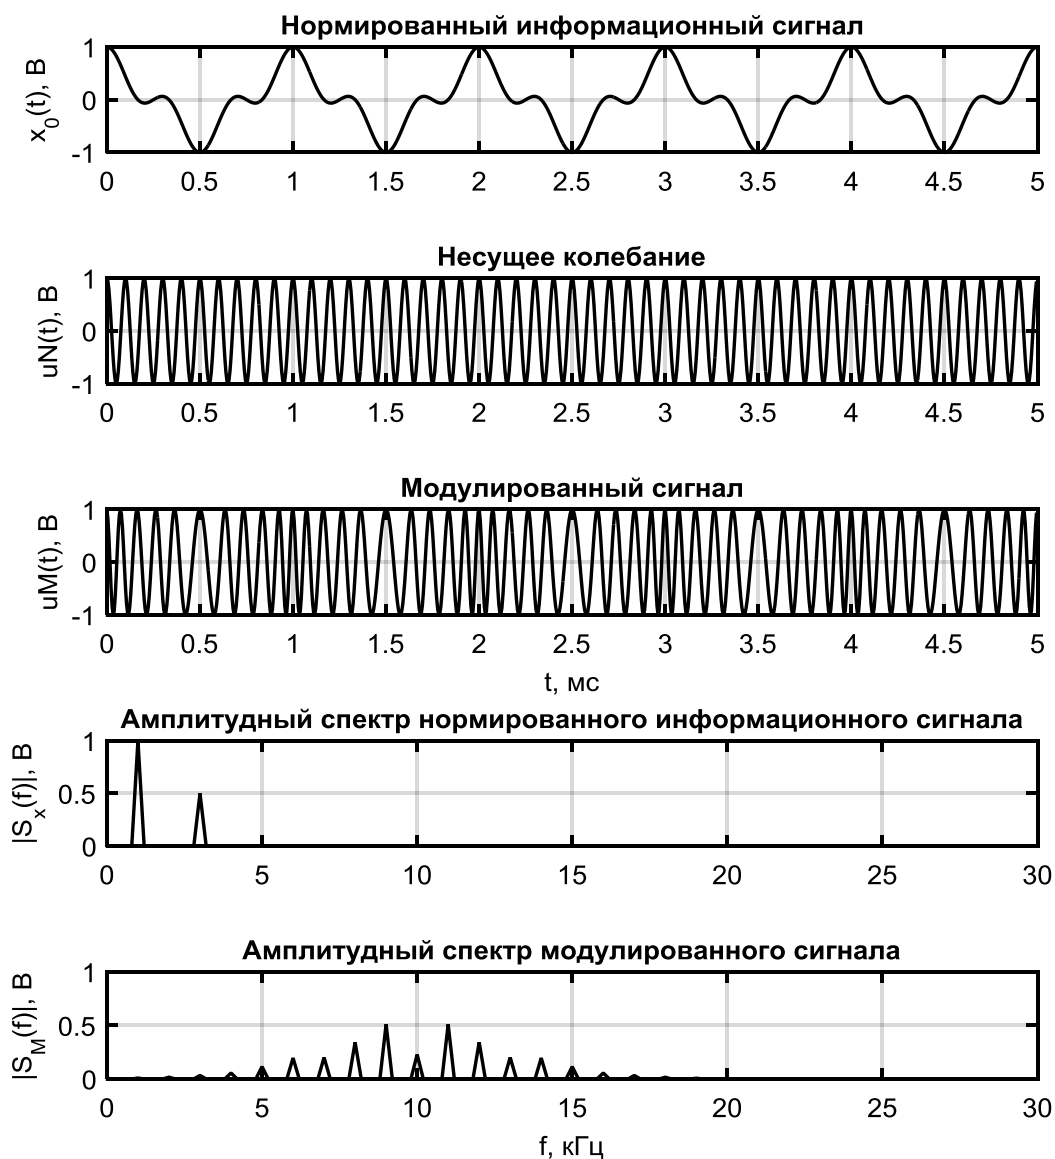 Нормированный информационный сигнал
x0(t), В
1
0
-1
0 0.5 1 1.5 2 2.5 3 3.5 4 4.5 5
Несущее колебание
uN(t), В
1
0
-1
0 0.5 1 1.5 2 2.5 3 3.5 4 4.5 5
Модулированный сигнал
uM(t), В
1
0
-1
0 0.5 1 1.5 2 2.5 3 3.5 4 4.5 5
t, мс
Амплитудный спектр нормированного информационного сигнала
|Sx(f)|, В
1
0.5
0
0 5 10 15 20 25 30
Амплитудный спектр модулированного сигнала
|SM(f)|, В
1
0.5
0
0 5 10 15 20 25 30
f, кГц